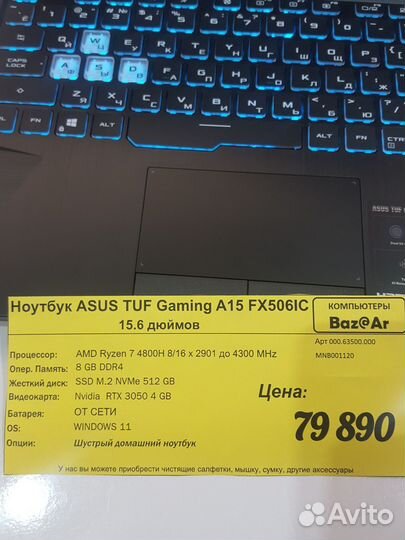 W
CAPS LOCK
A
S
D
FN
ALT
ALT
FN
ASUS TUF
Ноутбук ASUS TUF Gaming A15 FX506IC
15.6 дюймов
КОМПЬЮТЕРЫ
Baz@Ar
Арт 000.63500.000
MNB001120
Процессор: AMD Ryzen 7 4800H 8/16 x 2901 до 4300 MHz
Опер. Память: 8 GB DDR4
Жесткий диск: SSD M.2 NVMe 512 GB
Видеокарта: Nvidia RTX 3050 4 GB
Батарея: ОТ СЕТИ
OS: WINDOWS 11
Опции: Шустрый домашний ноутбук
Цена:
79 890
У нас вы можете приобрести чистящие салфетки, мышку, сумку, другие аксессуары
Avito